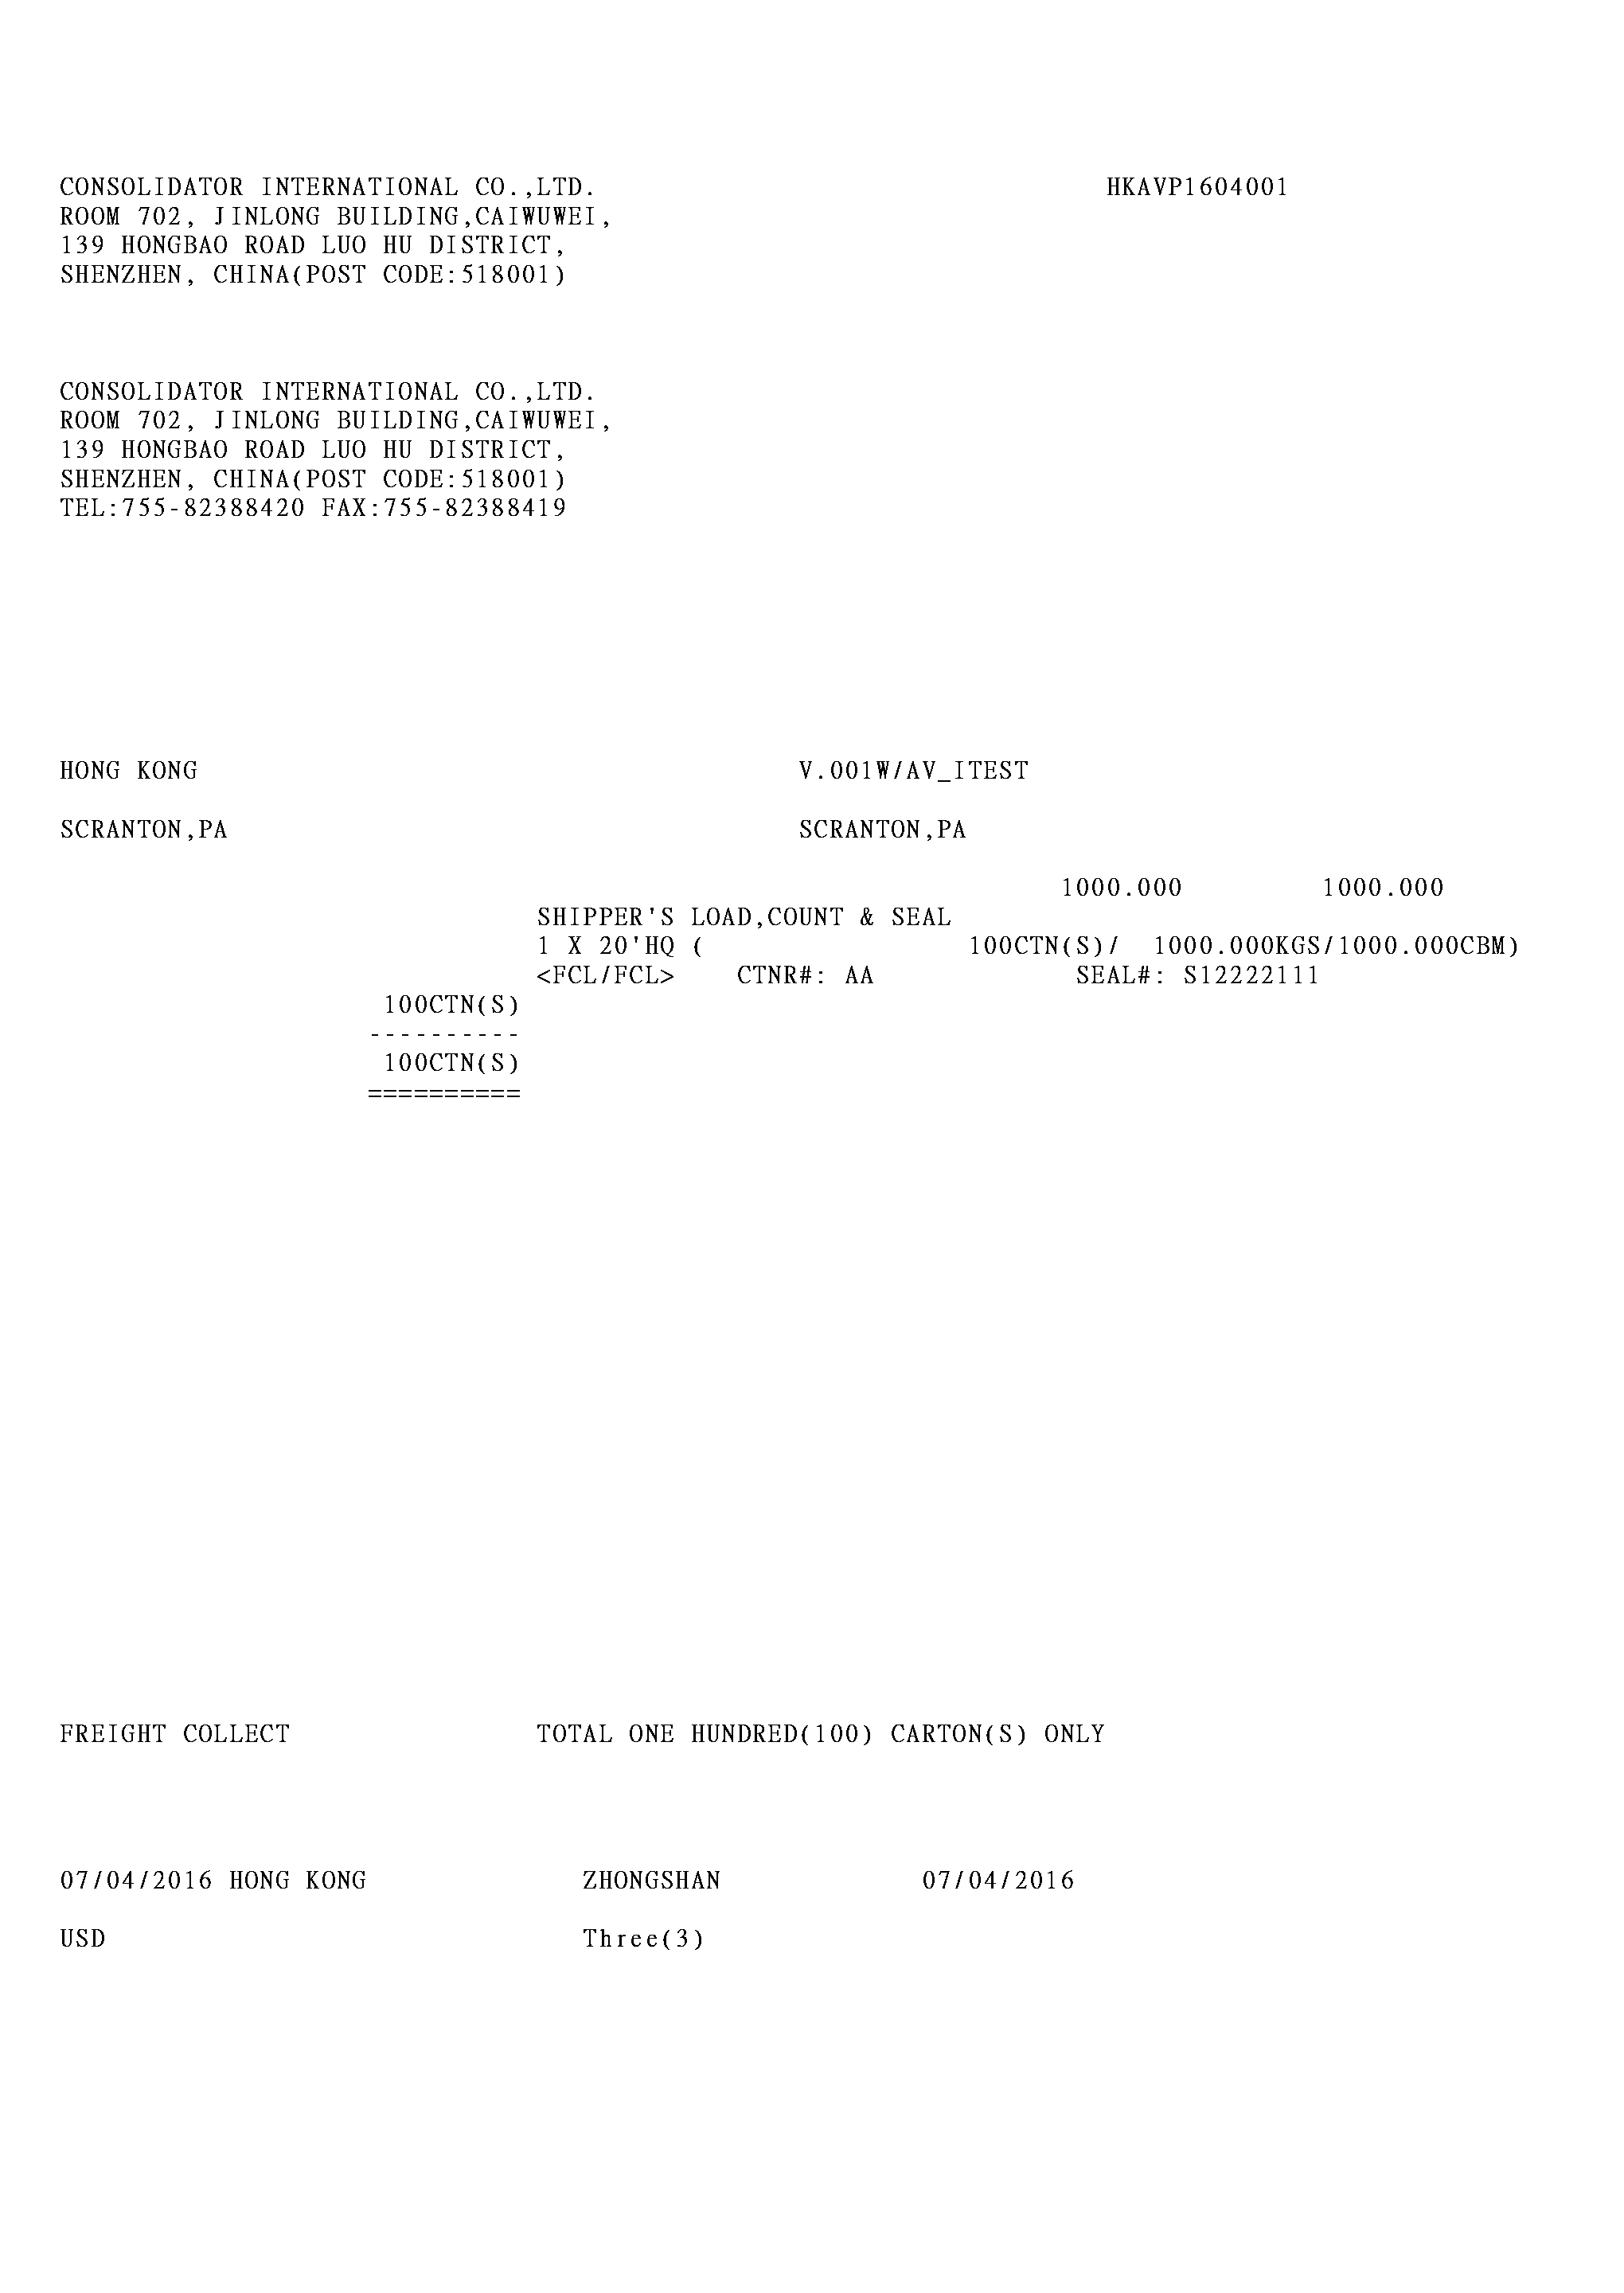 CONSOLIDATOR INTERNATIONAL CO.,LTD. HKAVP1604001
ROOM 702, JINLONG BUILDING,CAIWUWEI,
139 HONGBAO ROAD LUO HU DISTRICT,
SHENZHEN, CHINA(POST CODE:518001)
CONSOLIDATOR INTERNATIONAL CO.,LTD.
ROOM 702, JINLONG BUILDING,CAIWUWEI,
139 HONGBAO ROAD LUO HU DISTRICT,
SHENZHEN, CHINA(POST CODE:518001)
TEL:755-82388420 FAX:755-82388419
HONG KONG V.001W/AV_ITEST
SCRANTON,PA SCRANTON,PA
1000.000 1000.000
SHIPPER'S LOAD,COUNT & SEAL
1 X 20'HQ ( 100CTN(S)/ 1000.000KGS/1000.000CBM)
<FCL/FCL> CTNR#: AA SEAL#: S12222111
100CTN(S)
----------
100CTN(S)
==========
FREIGHT COLLECT TOTAL ONE HUNDRED(100) CARTON(S) ONLY
07/04/2016 HONG KONG ZHONGSHAN 07/04/2016
USD Three(3)